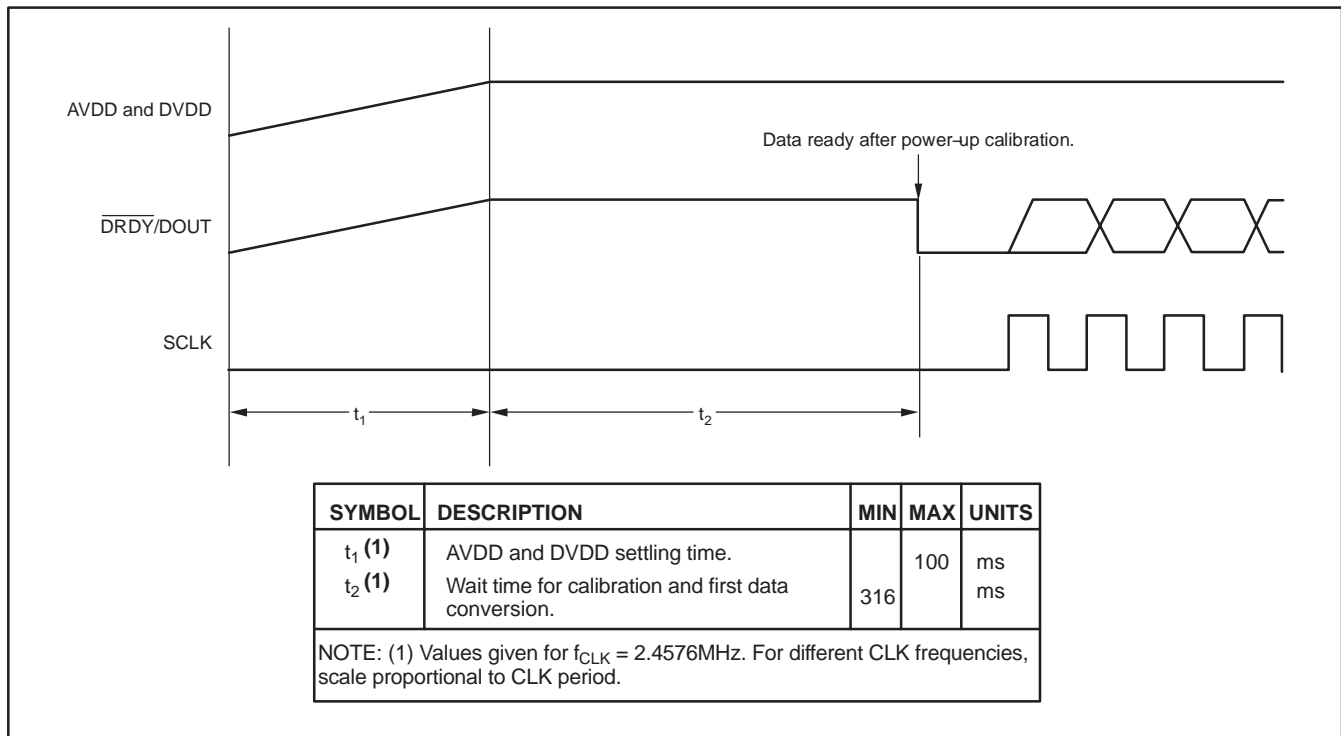 AVDD and DVDD
Data ready after power-up calibration.
DRDY/DOUT
SCLK
t1
t2
SYMBOL DESCRIPTION MIN MAX UNITS
t1 (1) AVDD and DVDD settling time. 100 ms
t2 (1) Wait time for calibration and first data 316 ms
conversion.
NOTE: (1) Values given for fCLK = 2.4576MHz. For different CLK frequencies,
scale proportional to CLK period.